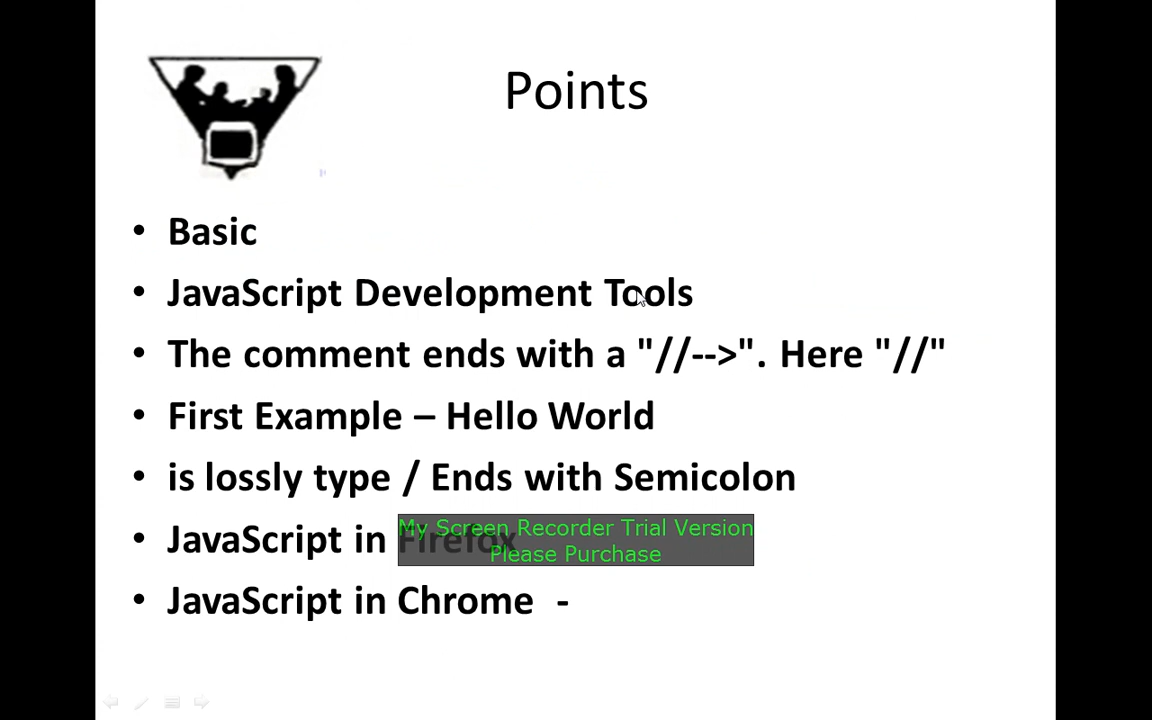 Points
• Basic
• JavaScript Development Tools
• The comment ends with a "//-->". Here "//"
• First Example – Hello World
• is lossly type / Ends with Semicolon
• JavaScript in Firefox
My Screen Recorder Trial Version
Please Purchase
• JavaScript in Chrome -